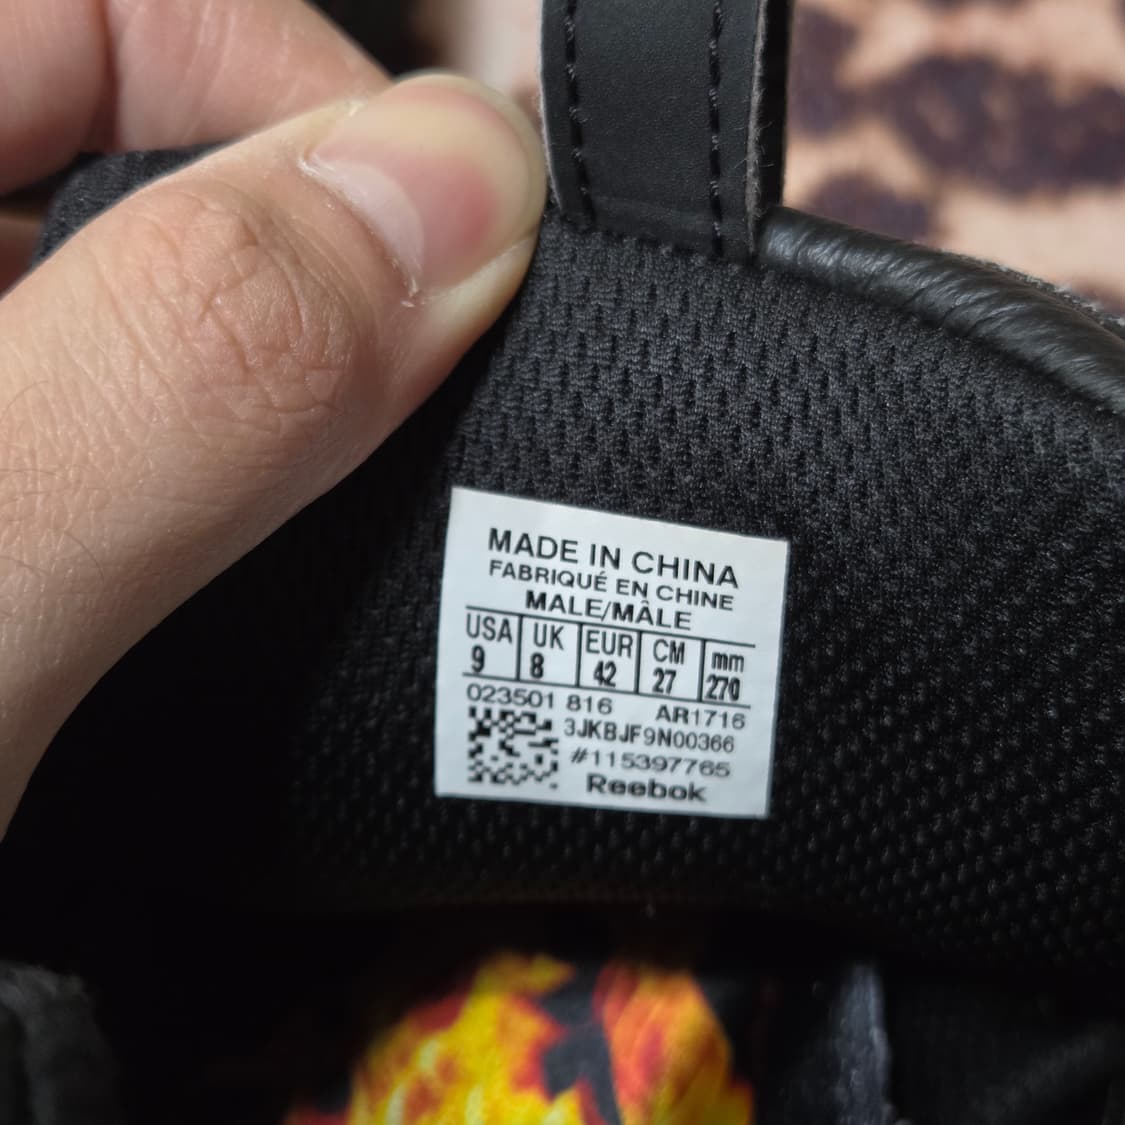 MADE IN CHINA
FABRIQUÉ EN CHINE
MALE/MÂLE
USA UK EUR CM mm
9 8 42 27 270
023501 816 AR1716
3JKBJF9N00366
#115397765
Reebok